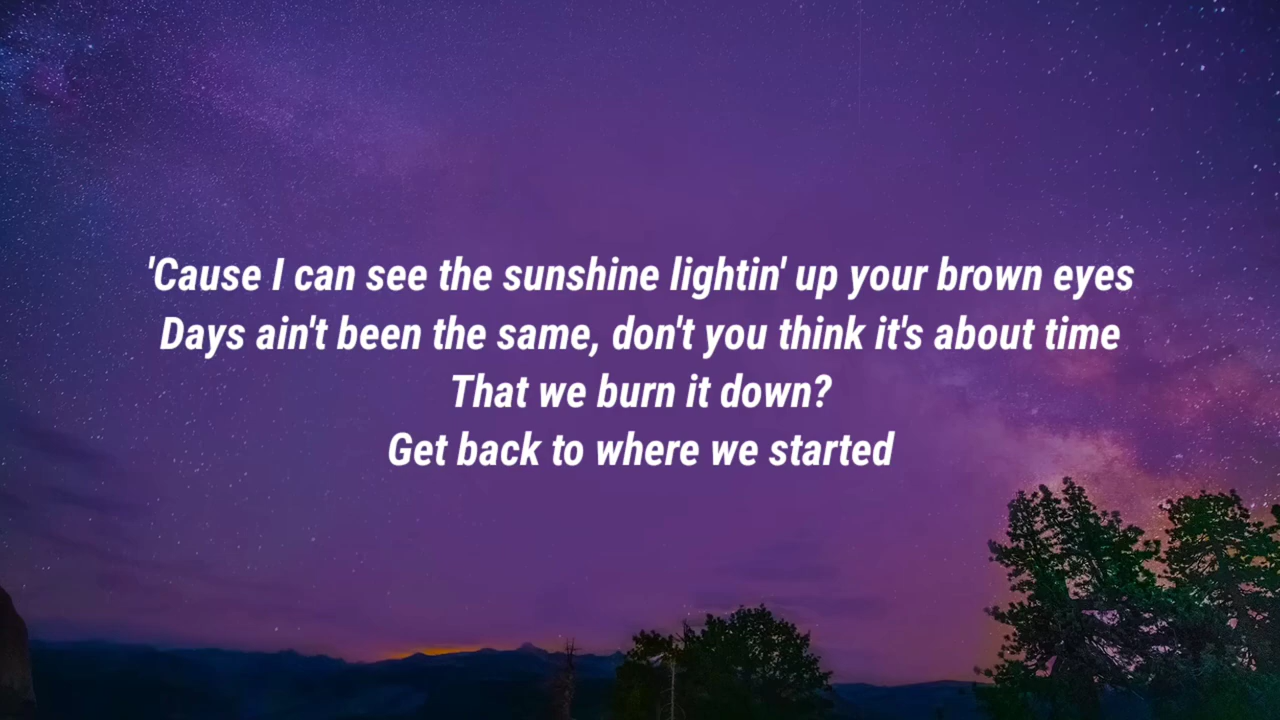 'Cause I can see the sunshine lightin' up your brown eyes
Days ain't been the same, don't you think it's about time
That we burn it down?
Get back to where we started